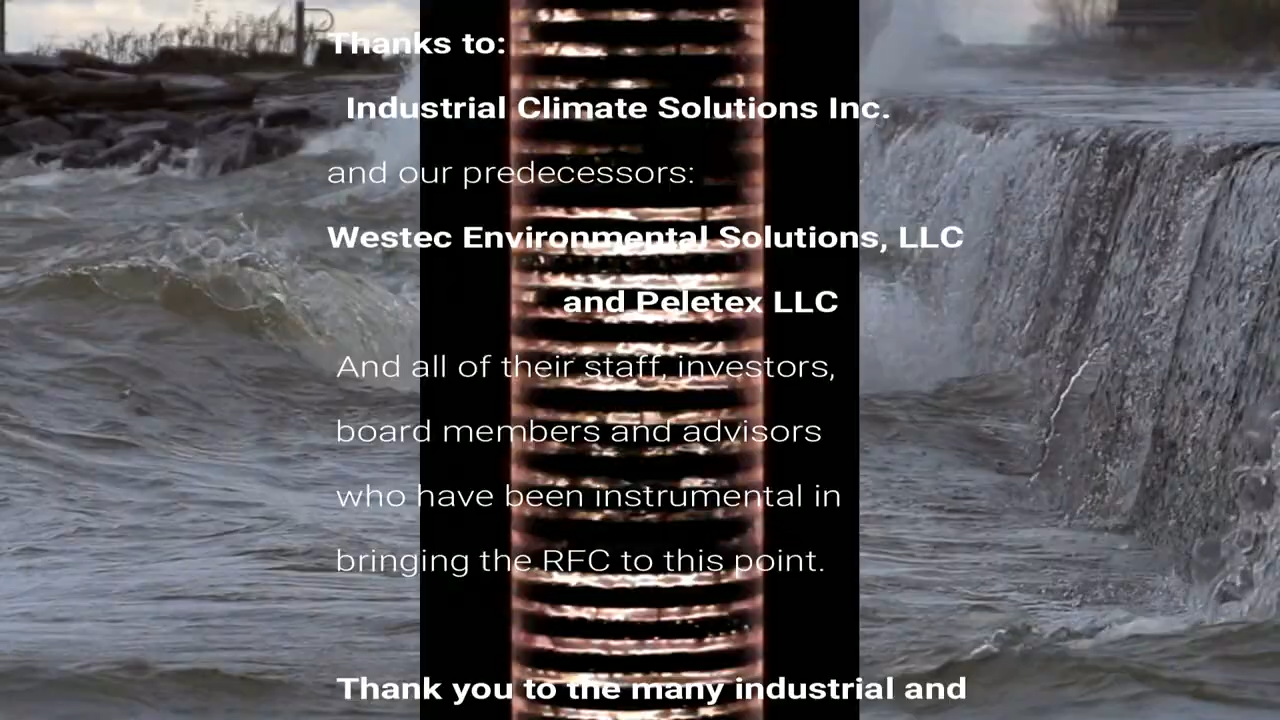 Thanks to:
Industrial Climate Solutions Inc.
and our predecessors:
Westec Environmental Solutions, LLC
and Peletex LLC
And all of their staff, investors,
board members and advisors
who have been instrumental in
bringing the RFC to this point.
Thank you to the many industrial and